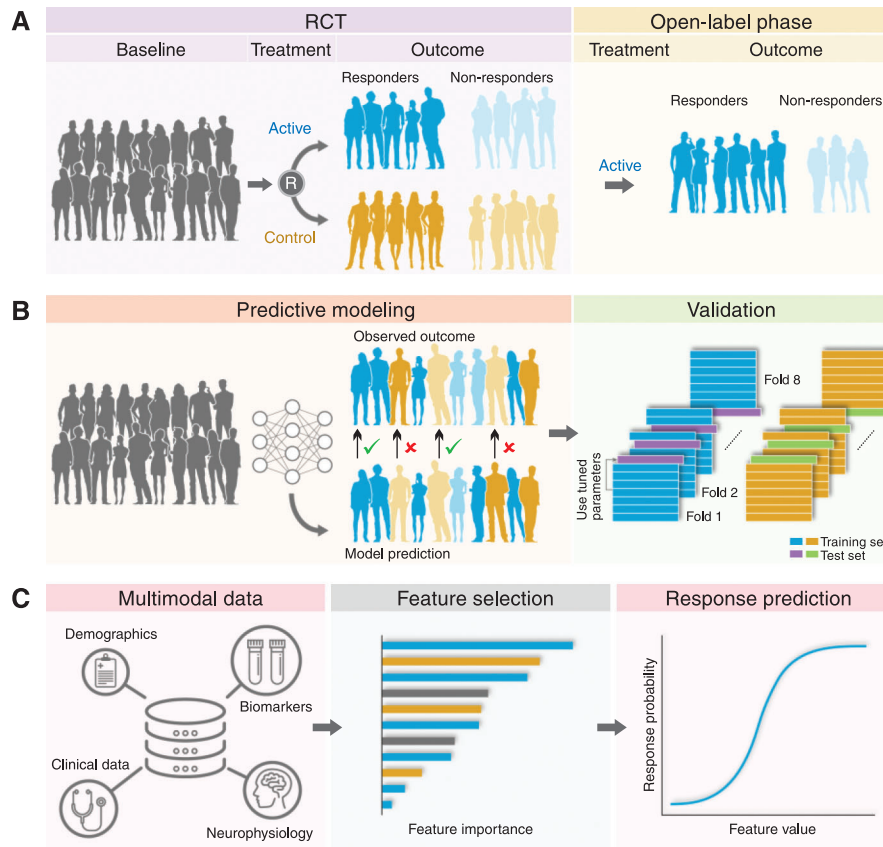 A
RCT
Open-label phase
Baseline
Treatment
Outcome
Treatment
Outcome
Responders
Non-responders
Responders
Non-responders
Active
R
Control
Active
B
Predictive modeling
Validation
Observed outcome
Model prediction
Fold 8
Use tuned
parameters
Fold 2
Fold 1
Training se
Test set
C
Multimodal data
Feature selection
Response prediction
Demographics
Biomarkers
Clinical data
Neurophysiology
Feature importance
Response probability
Feature value